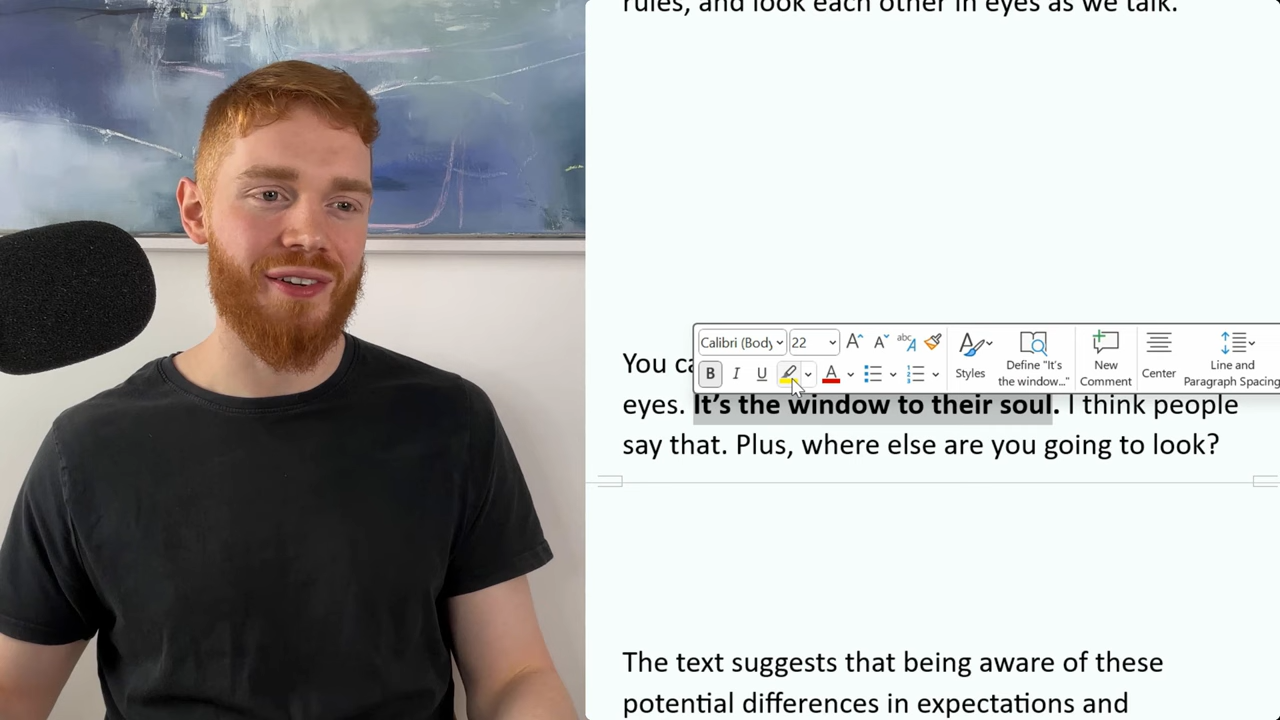 rules, and look each other in eyes as we talk.
Calibri (Body
22
Styles
Define "It's
the window..."
New
Comment
Center
Line and
Paragraph Spacing
You ca
eyes. It’s the window to their soul. I think people
say that. Plus, where else are you going to look?
The text suggests that being aware of these
potential differences in expectations and